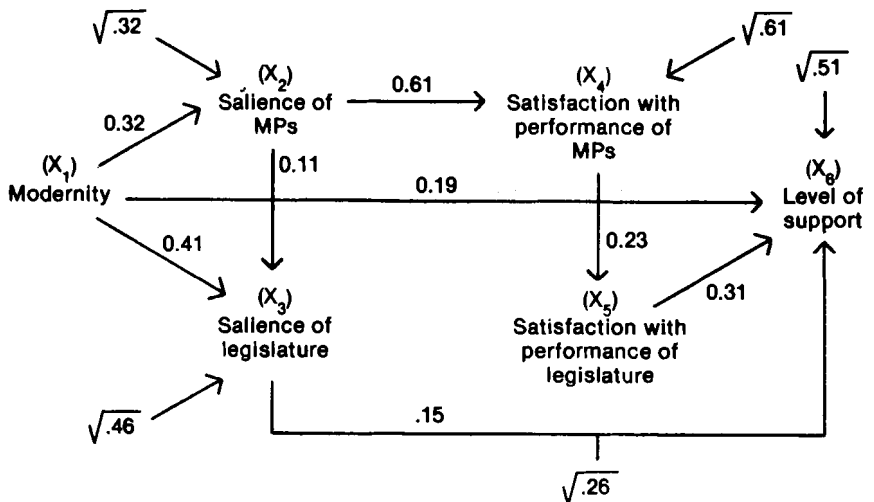 √.32
√.61
√.51
(X₂)
Salience of
MPs
0.61
(X₄)
Satisfaction with
performance of
MPs
0.32
0.11
(X₁)
Modernity
0.19
(X₆)
Level of
support
0.41
0.23
(X₃)
Salience of
legislature
(X₅)
Satisfaction with
performance of
legislature
0.31
√.46
.15
√.26